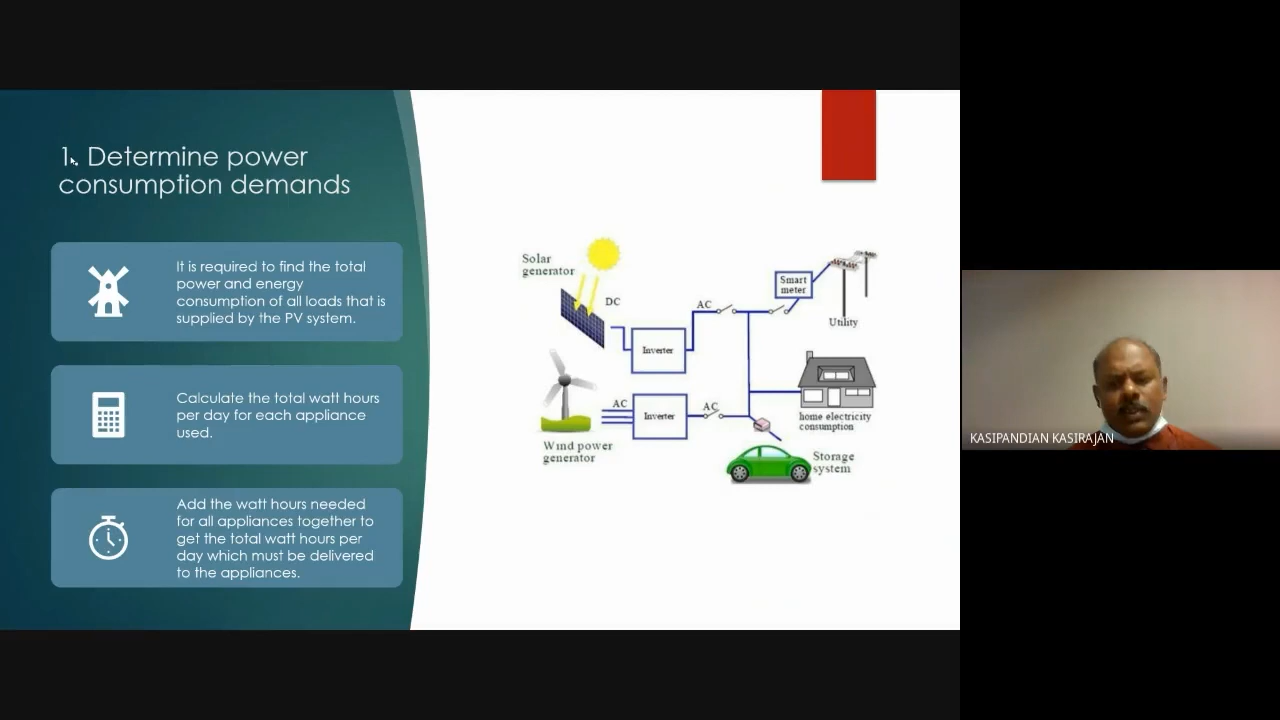 1. Determine power
consumption demands
It is required to find the total
power and energy
consumption of all loads that is
supplied by the PV system.
Calculate the total watt hours
per day for each appliance
used.
Add the watt hours needed
for all appliances together to
get the total watt hours per
day which must be delivered
to the appliances.
Solar
generator
DC
Inverter
AC
Smart
meter
Utility
Wind power
generator
AC
Inverter
AC
home electricity
consumption
Storage
system
KASIPANDIAN KASIRAJAN